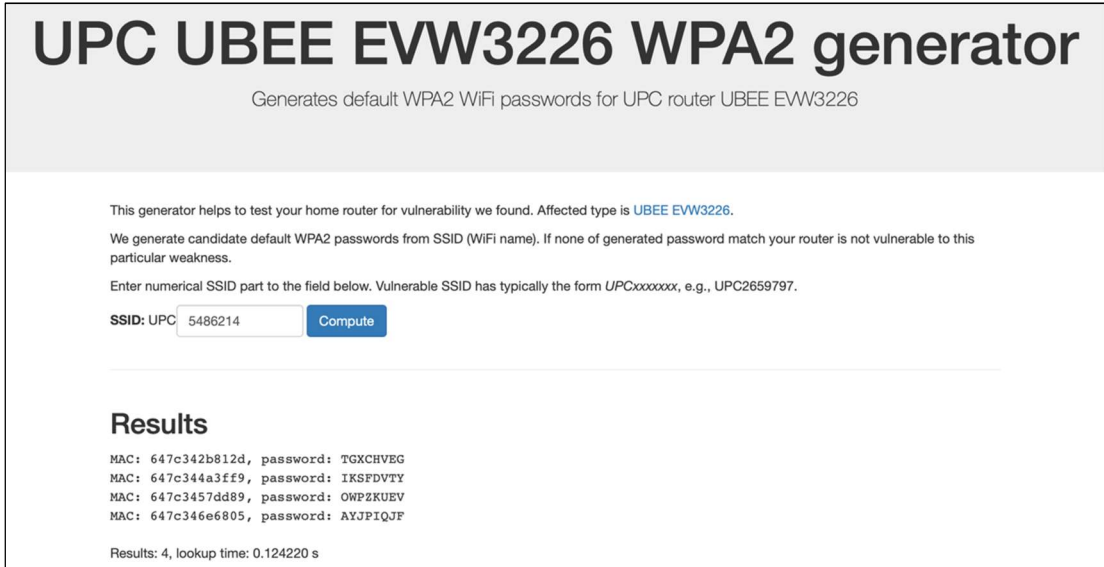 UPC UBEE EVW3226 WPA2 generator
Generates default WPA2 WiFi passwords for UPC router UBEE EVW3226
This generator helps to test your home router for vulnerability we found. Affected type is UBEE EVW3226.
We generate candidate default WPA2 passwords from SSID (WiFi name). If none of generated password match your router is not vulnerable to this
particular weakness.
Enter numerical SSID part to the field below. Vulnerable SSID has typically the form UPCxxxxxxx, e.g., UPC2659797.
SSID: UPC 5486214 Compute
Results
MAC: 647c342b812d, password: TGXCHVEG
MAC: 647c344a3ff9, password: IKSFDVTY
MAC: 647c3457dd89, password: OWPZKUEV
MAC: 647c346e6805, password: AYJPIQJF
Results: 4, lookup time: 0.124220 s